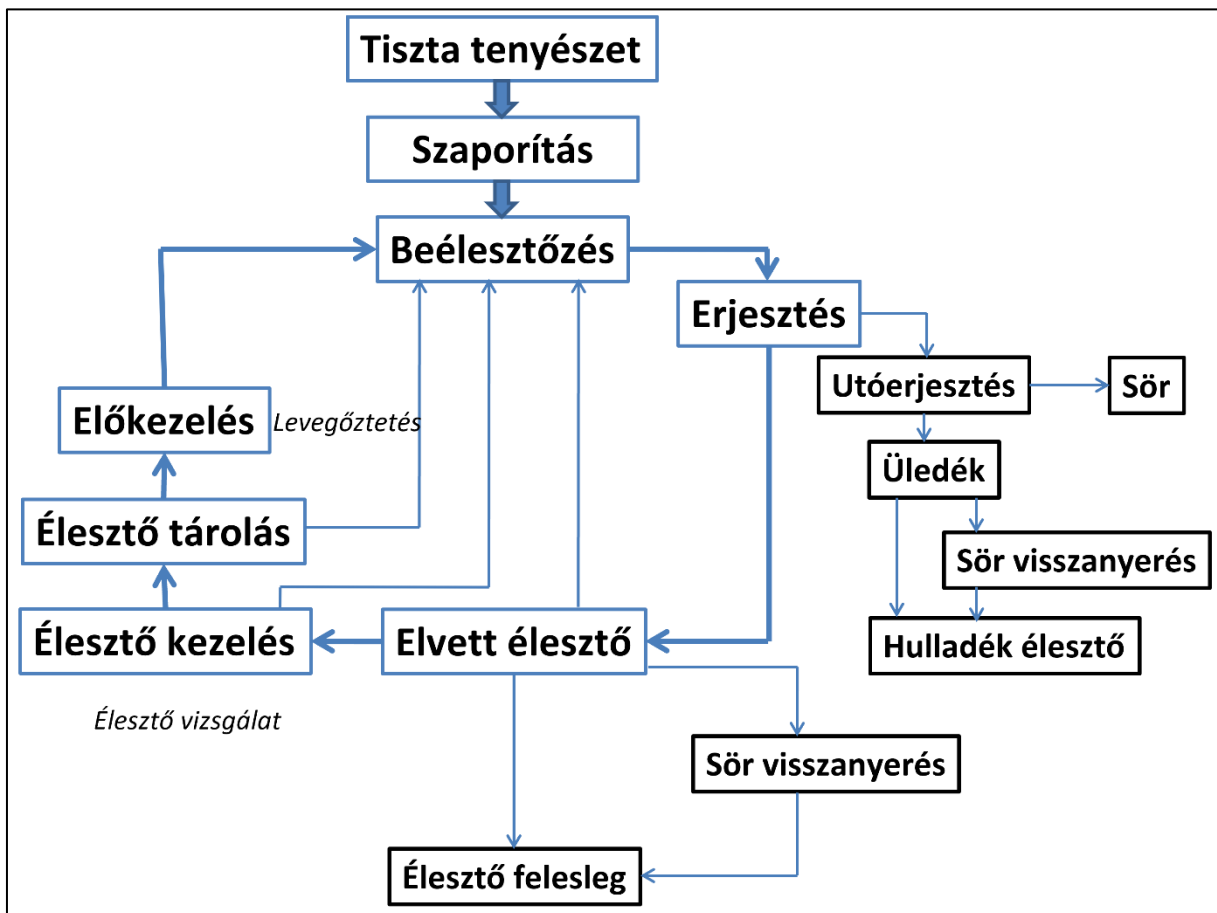 Tiszta tenyészet
Szaporítás
Beélesztőzés
Erjesztés
Utóerjesztés
Sör
Előkezelés
Levegőztetés
Üledék
Élesztő tárolás
Sör visszanyerés
Élesztő kezelés
Elvett élesztő
Hulladék élesztő
Élesztő vizsgálat
Sör visszanyerés
Élesztő felesleg